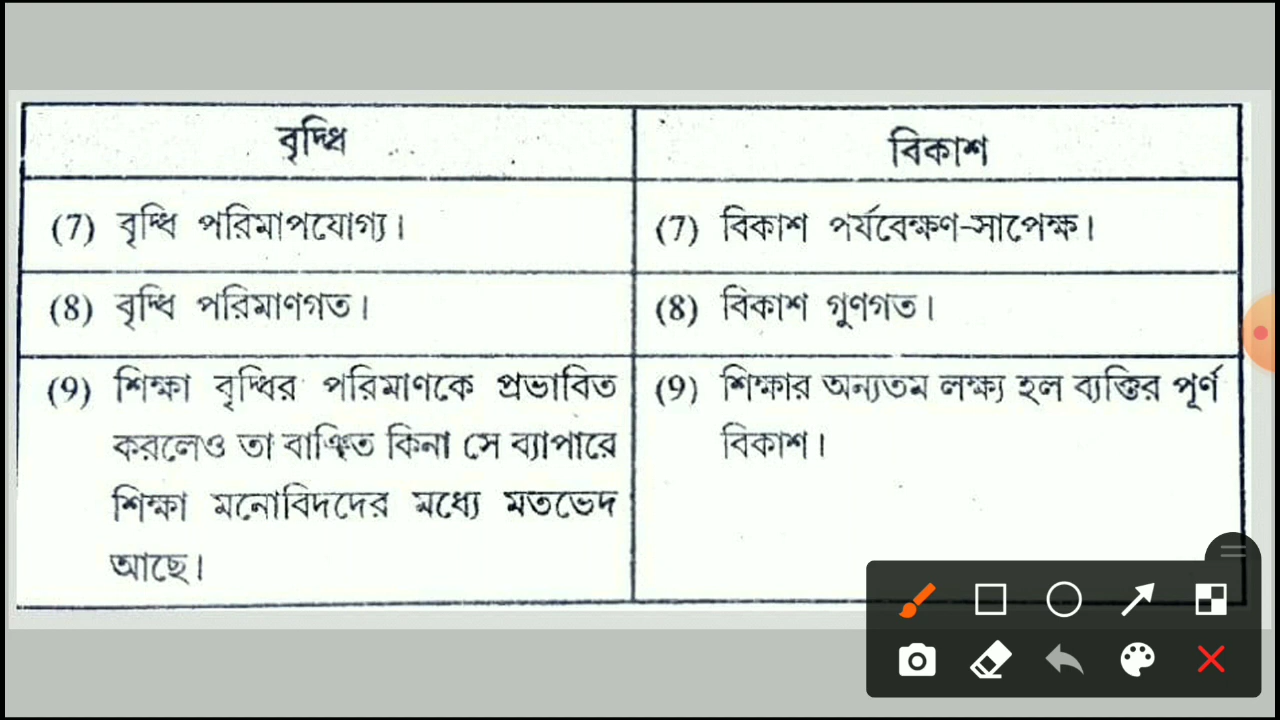 বৃদ্ধি
বিকাশ
(7) বৃদ্ধি পরিমাপযোগ্য।
(7) বিকাশ পর্যবেক্ষণ-সাপেক্ষ।
(8) বৃদ্ধি পরিমাণগত।
(8) বিকাশ গুণগত।
(9) শিক্ষা বৃদ্ধির পরিমাণকে প্রভাবিত
করলেও তা বাঞ্ছিত কিনা সে ব্যাপারে
শিক্ষা মনোবিদদের মধ্যে মতভেদ
আছে।
(9) শিক্ষার অন্যতম লক্ষ্য হল ব্যক্তির পূর্ণ
বিকাশ।